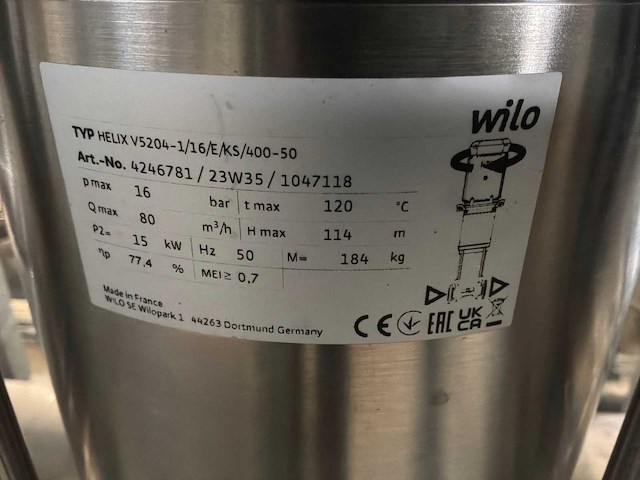 wilo
TYP HELIX V5204-1/16/E/KS/400-50
Art.-No. 4246781 / 23W35 / 1047118
p max 16 bar t max 120 °C
Q max 80 m³/h H max 114 m
P2= 15 kW Hz 50 M= 184 kg
ηp 77,4 % MEI≥ 0,7
Made in France
WILO SE Wilopark 1 44263 Dortmund Germany
CE EAC UK CA